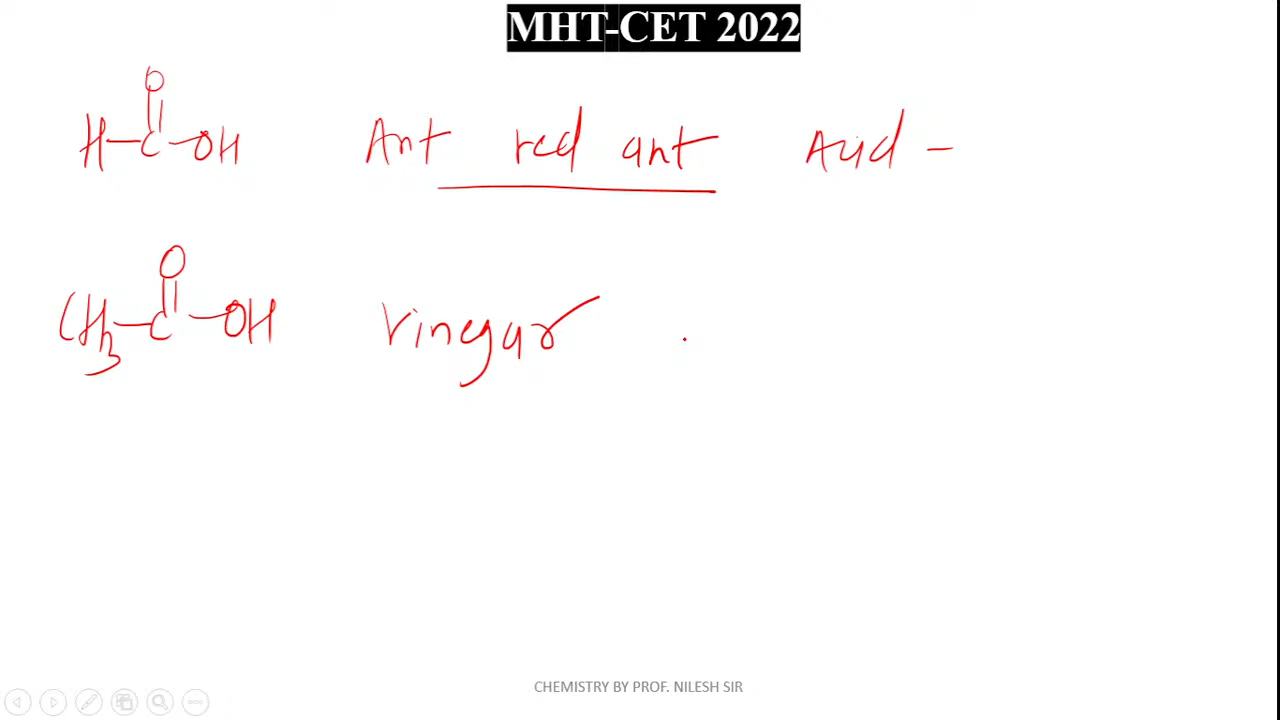 MHT-CET 2022
O
H-C-OH Ant red ant Acid -
O
CH3-C-OH Vinegar
CHEMISTRY BY PROF. NILESH SIR